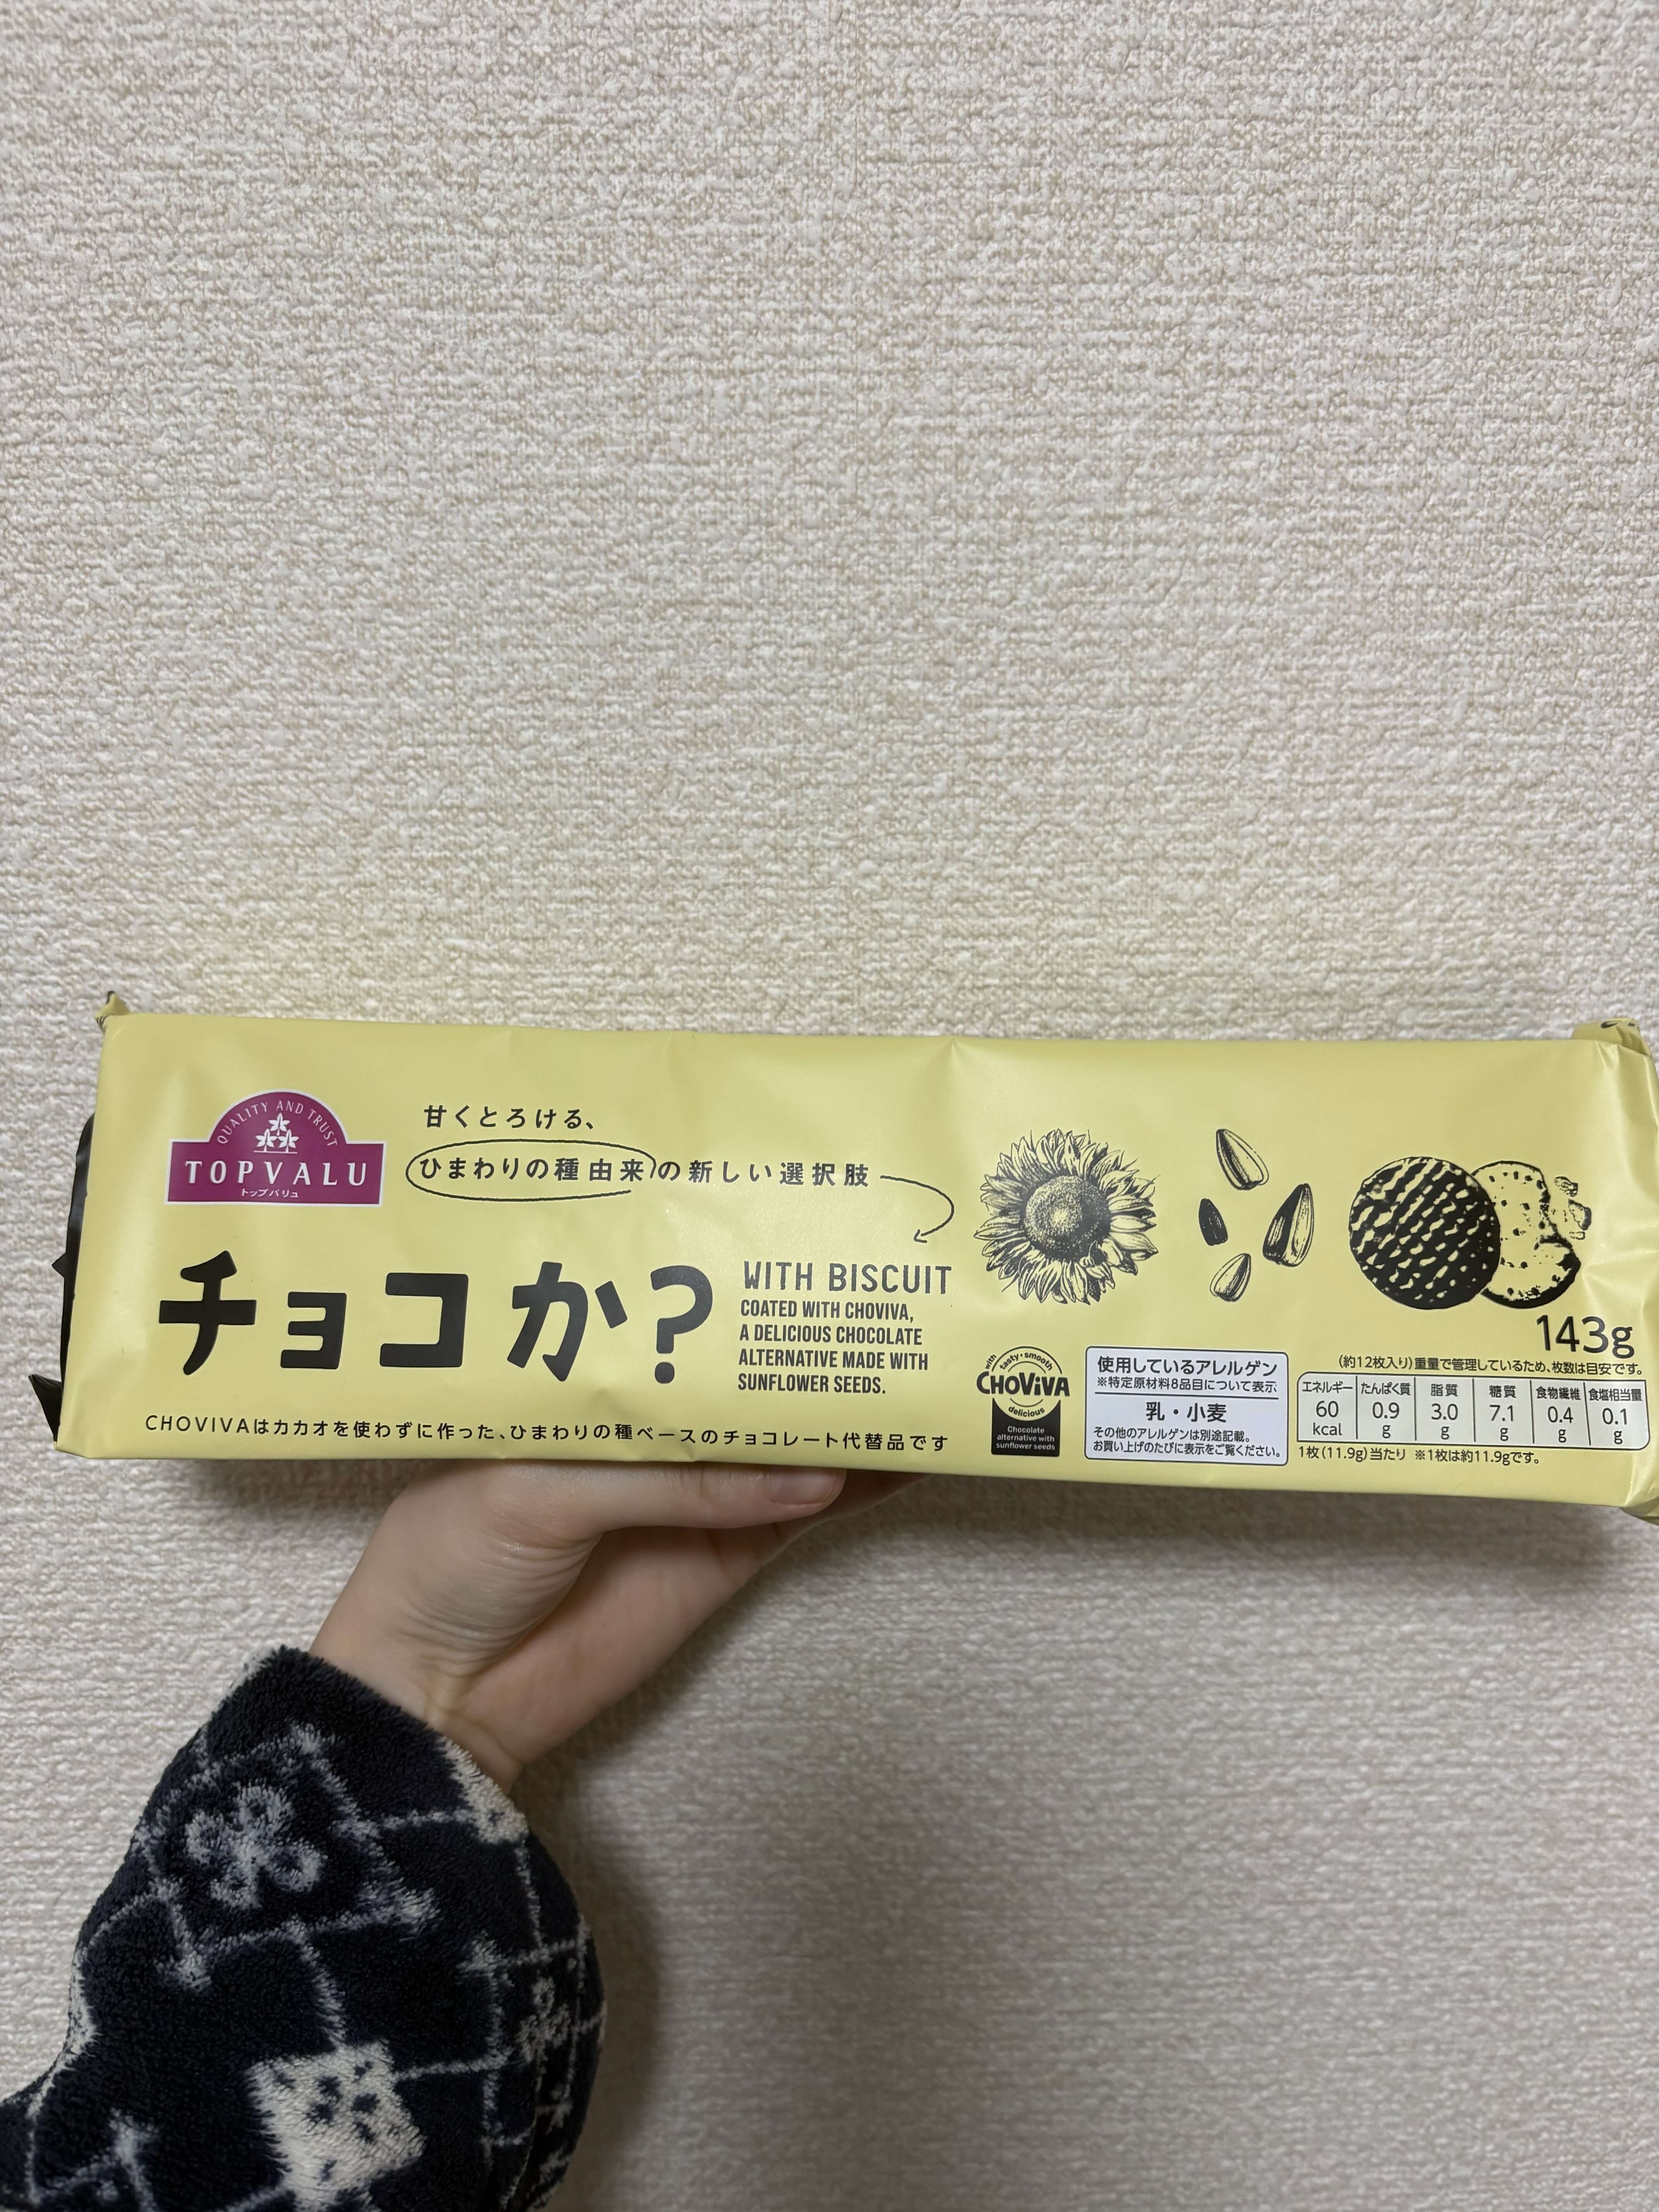 QUALITY AND TRUST
TOPVALU
トップバリュ
甘くとろける、
ひまわりの種由来の新しい選択肢
チョコか?
WITH BISCUIT
COATED WITH CHOVIVA,
A DELICIOUS CHOCOLATE
ALTERNATIVE MADE WITH
SUNFLOWER SEEDS.
CHOVIVAはカカオを使わずに作った、ひまわりの種ベースのチョコレート代替品です
with tasty・smooth
CHOViVA
delicious
Chocolate
alternative with
sunflower seeds
使用しているアレルゲン
※特定原材料8品目について表示
乳・小麦
その他のアレルゲンは別途記載。
お買い上げのたびに表示をご覧ください。
143g
(約12枚入り)重量で管理しているため、枚数は目安です。
エネルギー たんぱく質 脂質 糖質 食物繊維 食塩相当量
60 0.9 3.0 7.1 0.4 0.1
kcal g g g g g
1枚(11.9g)当たり ※1枚は約11.9gです。